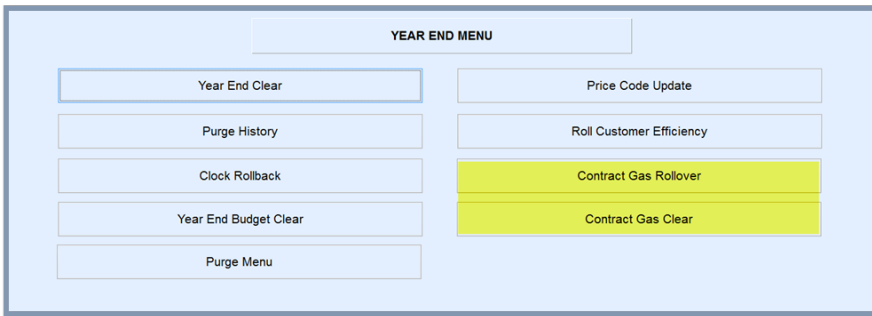 YEAR END MENU
Year End Clear
Price Code Update
Purge History
Roll Customer Efficiency
Clock Rollback
Contract Gas Rollover
Year End Budget Clear
Contract Gas Clear
Purge Menu